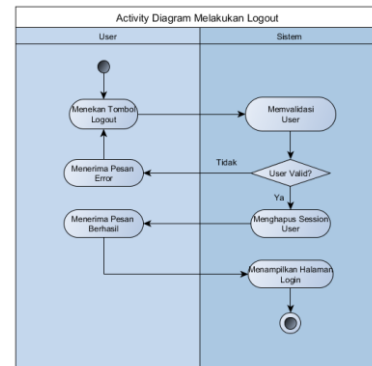 Activity Diagram Melakukan Logout
User
Sistem
Menekan Tombol
Logout
Memvalidasi
User
Tidak
User Valid?
Menerima Pesan
Error
Ya
Menerima Pesan
Berhasil
Menghapus Session
User
Menampilkan Halaman
Login